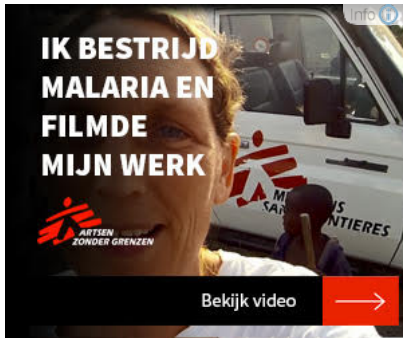 Info
IK BESTRIJD
MALARIA EN
FILMDE
MIJN WERK
ARTSEN
ZONDER GRENZEN
Bekijk video